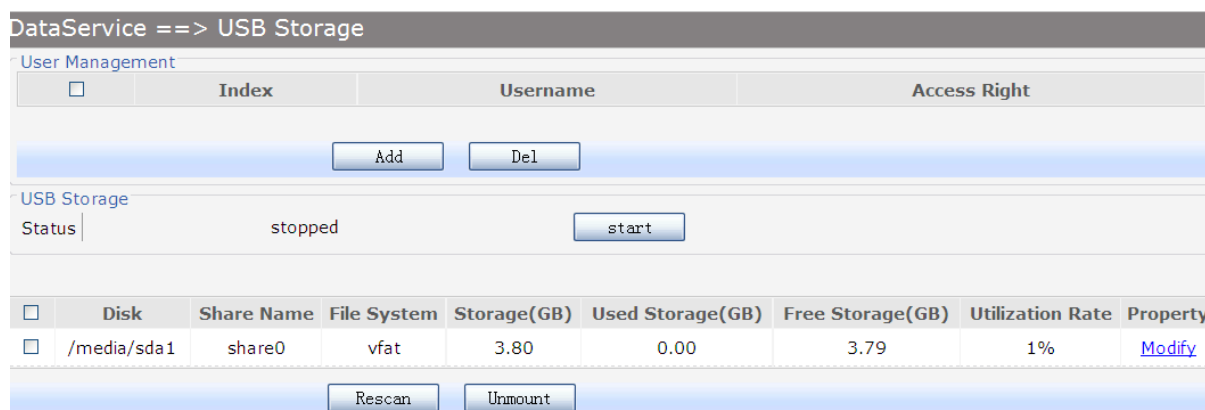 DataService ==> USB Storage
User Management
Index Username Access Right
Add Del
USB Storage
Status stopped start
Disk Share Name File System Storage(GB) Used Storage(GB) Free Storage(GB) Utilization Rate Property
/media/sda1 share0 vfat 3.80 0.00 3.79 1% Modify
Rescan Unmount